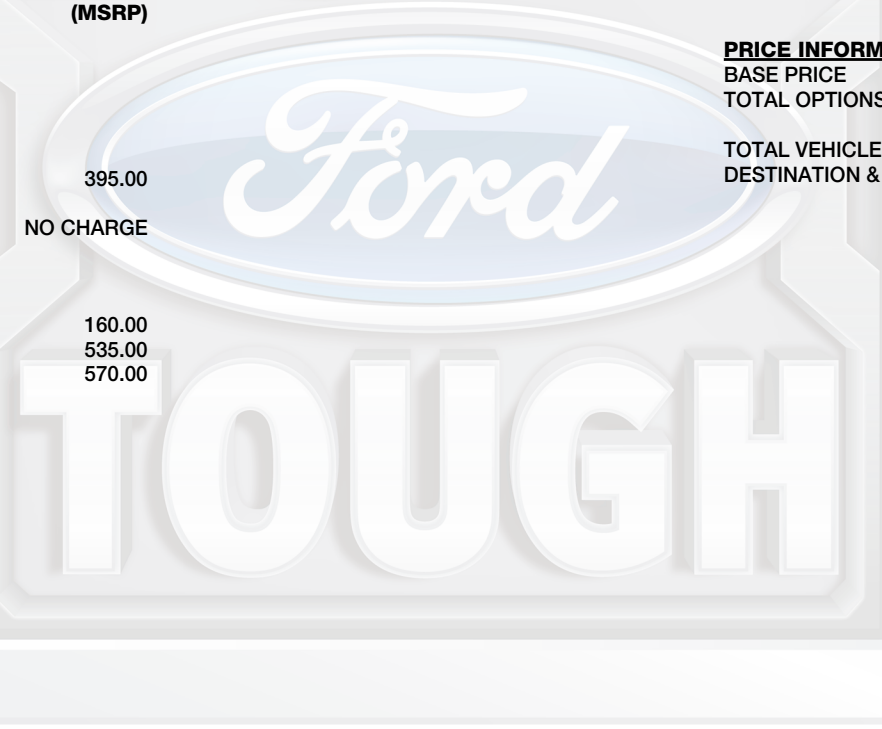 (MSRP)
395.00
NO CHARGE
160.00
535.00
570.00
PRICE INFORM
BASE PRICE
TOTAL OPTIONS
TOTAL VEHICLE
DESTINATION &
Ford
TOUGH